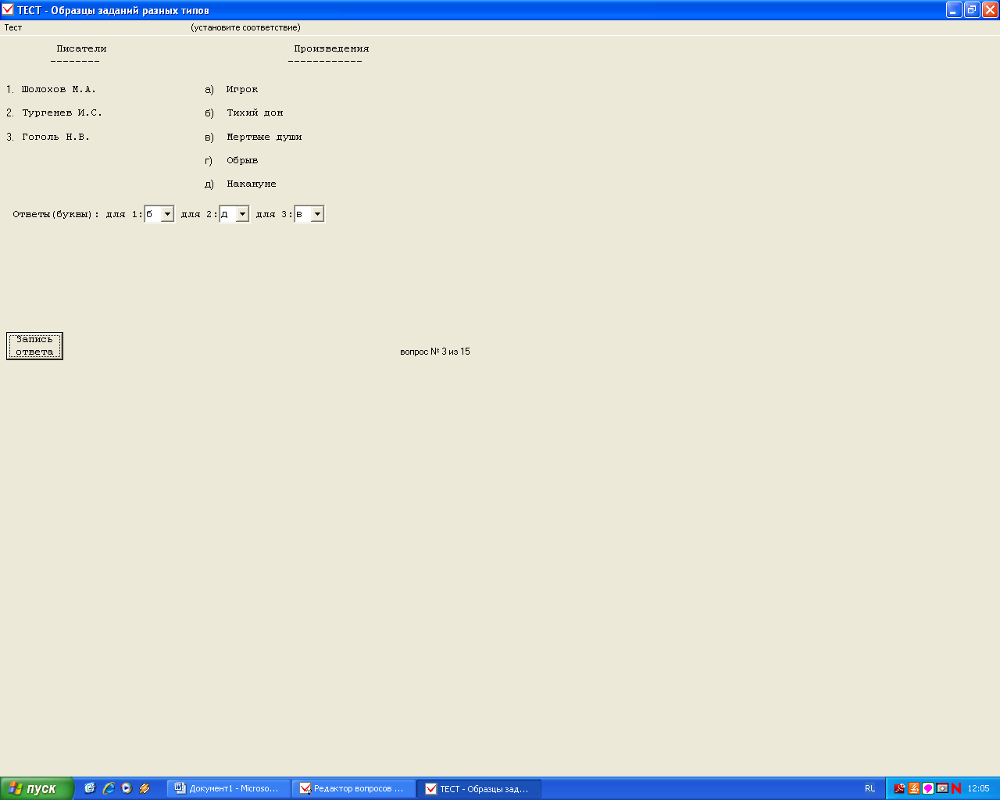 ТЕСТ - Образцы заданий разных типов
Тест (установите соответствие)
Писатели Произведения
-------- ------------
1. Шолохов М.А. а) Игрок
2. Тургенев И.С. б) Тихий дон
3. Гоголь Н.В. в) Мертвые души
г) Обрыв
д) Накануне
Ответы(буквы): для 1: б для 2: д для 3: в
Запись
ответа
вопрос № 3 из 15
пуск Документ1 - Microso... Редактор вопросов ... ТЕСТ - Образцы зад... RL 12:05